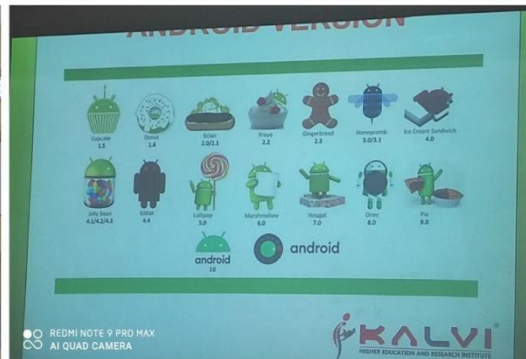 ANDROID VERSION
Cupcake Donut Eclair Froyo Gingerbread Honeycomb Ice Cream Sandwich
1.5 1.6 2.0/2.1 2.2 2.3 3.0/3.1 4.0
Jelly Bean KitKat Lollipop Marshmallow Nougat Oreo Pie
4.1/4.2/4.3 4.4 5.0 6.0 7.0 8.0 9.0
android android
10
KALVI
HIGHER EDUCATION AND RESEARCH INSTITUTE
REDMI NOTE 9 PRO MAX
AI QUAD CAMERA